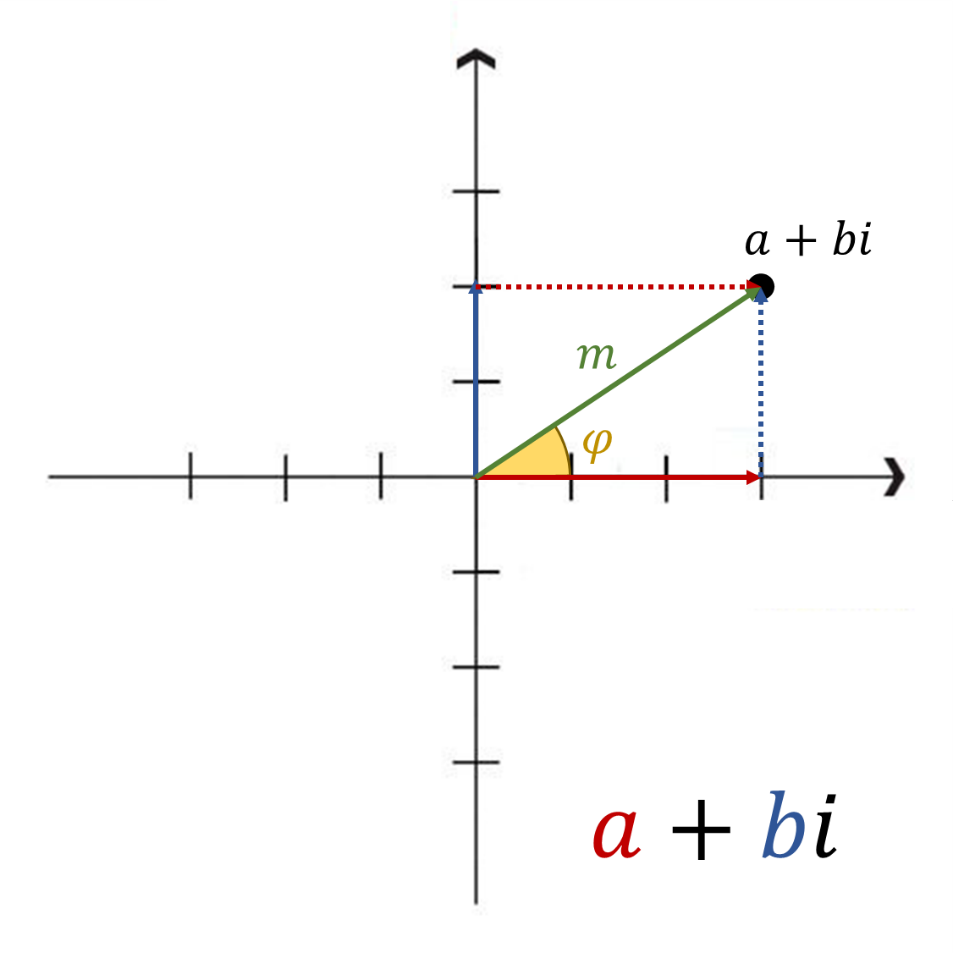 a + bi
m
φ
a + bi